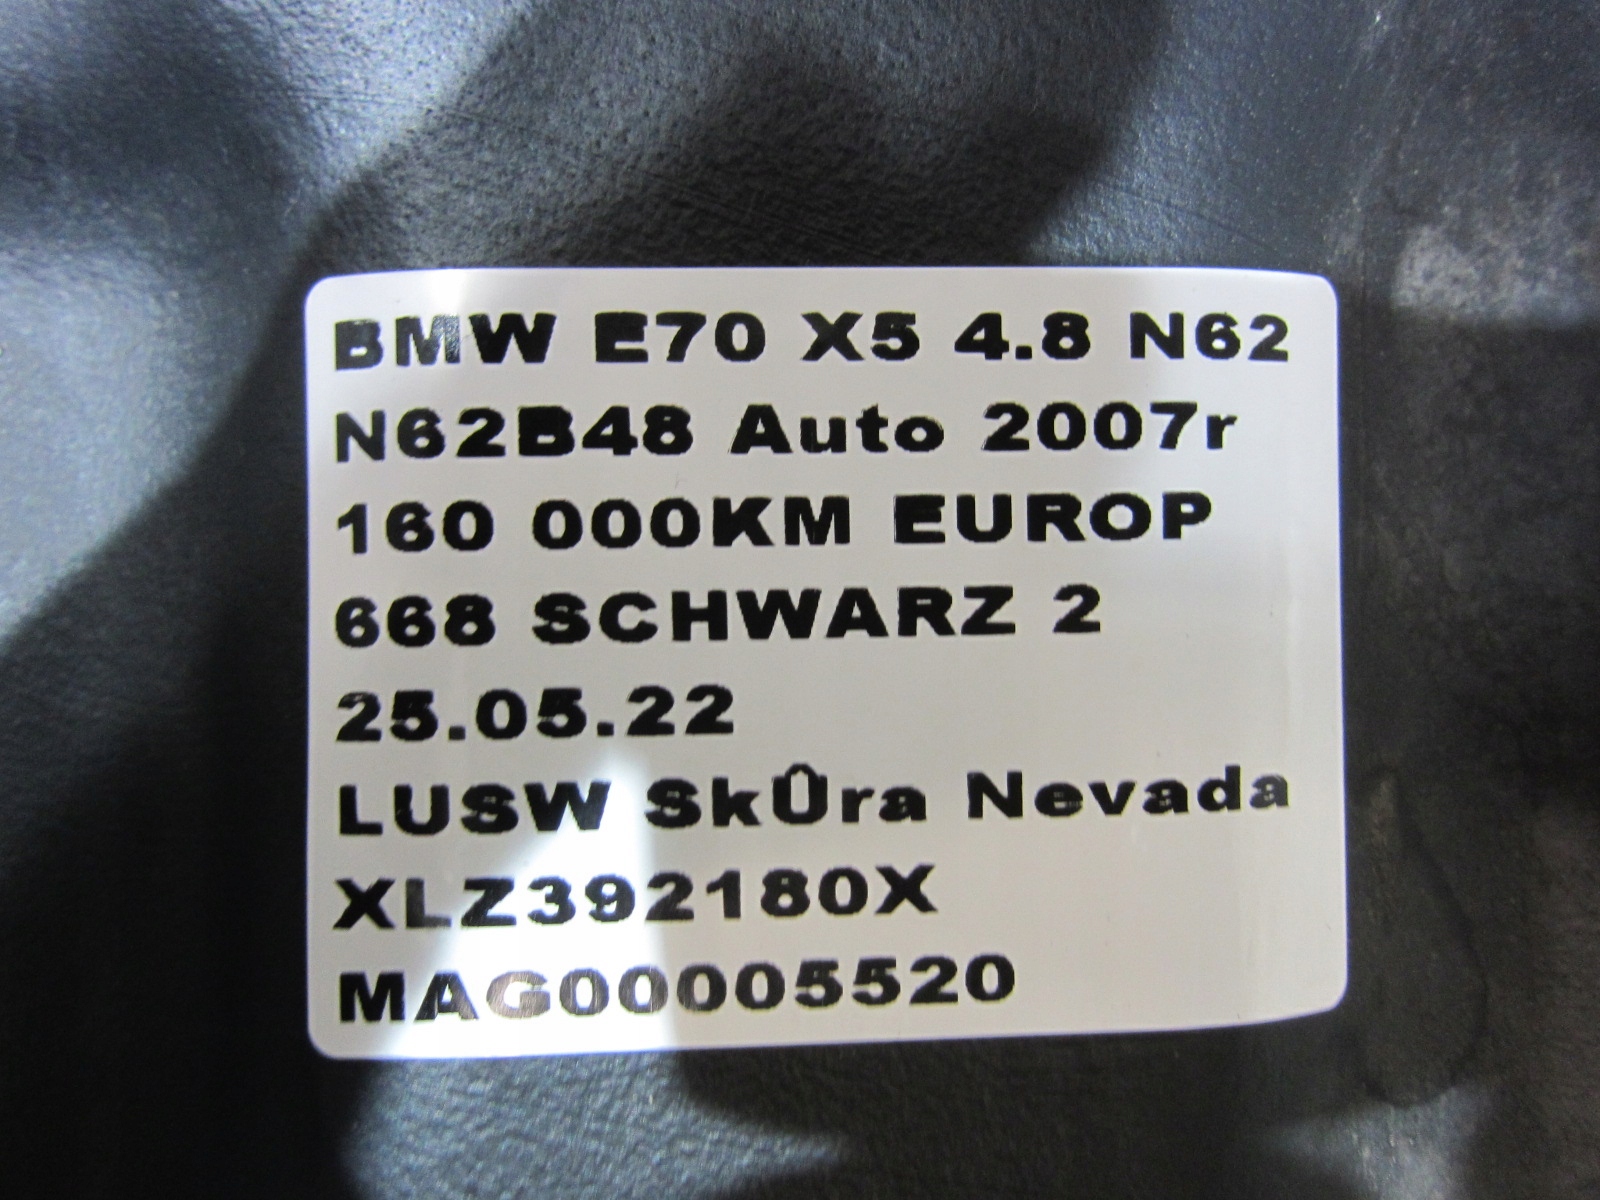 BMW E70 X5 4.8 N62
N62B48 Auto 2007r
160 000KM EUROP
668 SCHWARZ 2
25.05.22
LUSW SkÛra Nevada
XLZ392180X
MAG00005520